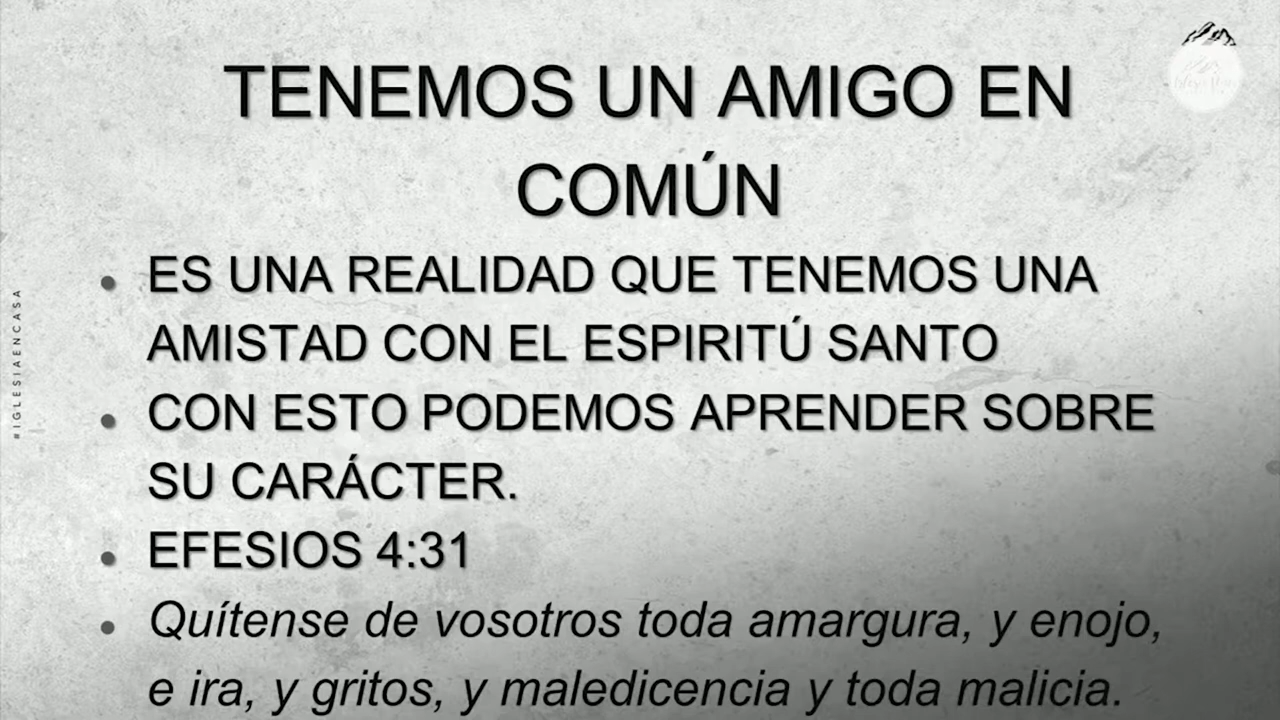 TENEMOS UN AMIGO EN
COMÚN
ES UNA REALIDAD QUE TENEMOS UNA
AMISTAD CON EL ESPIRITÚ SANTO
CON ESTO PODEMOS APRENDER SOBRE
SU CARÁCTER.
EFESIOS 4:31
Quítense de vosotros toda amargura, y enojo,
e ira, y gritos, y maledicencia y toda malicia.
#IGLESIAENCASA